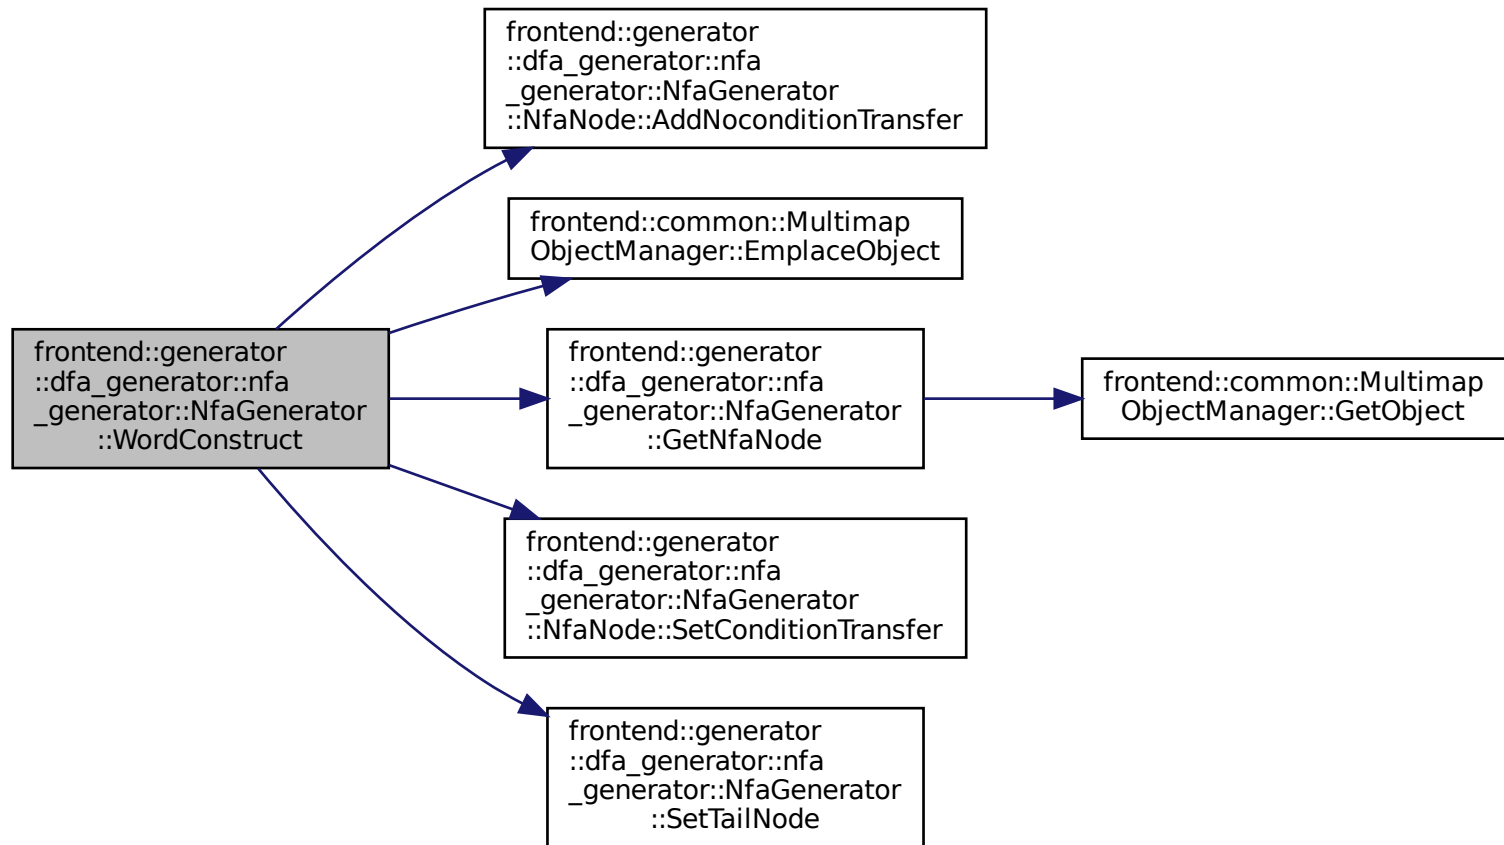 frontend::generator
::dfa_generator::nfa
_generator::NfaGenerator
::NfaNode::AddNoconditionTransfer
frontend::common::Multimap
ObjectManager::EmplaceObject
frontend::generator
::dfa_generator::nfa
_generator::NfaGenerator
::WordConstruct
frontend::generator
::dfa_generator::nfa
_generator::NfaGenerator
::GetNfaNode
frontend::common::Multimap
ObjectManager::GetObject
frontend::generator
::dfa_generator::nfa
_generator::NfaGenerator
::NfaNode::SetConditionTransfer
frontend::generator
::dfa_generator::nfa
_generator::NfaGenerator
::SetTailNode